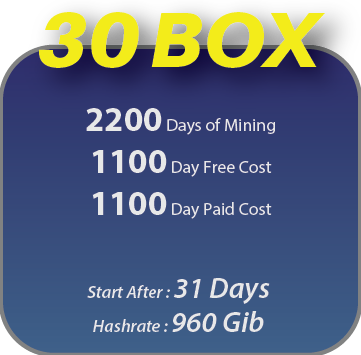 30 BOX
2200 Days of Mining
1100 Day Free Cost
1100 Day Paid Cost
Start After : 31 Days
Hashrate : 960 Gib